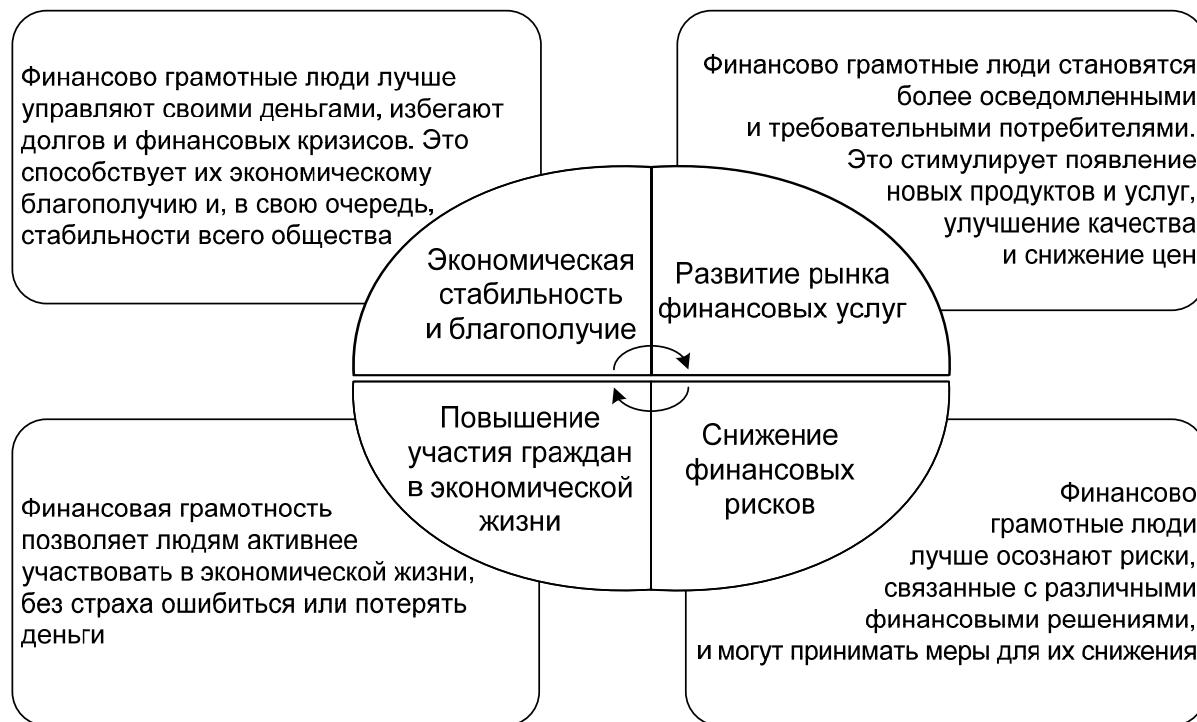 Финансово грамотные люди лучше
управляют своими деньгами, избегают
долгов и финансовых кризисов. Это
способствует их экономическому
благополучию и, в свою очередь,
стабильности всего общества
Финансово грамотные люди становятся
более осведомленными
и требовательными потребителями.
Это стимулирует появление
новых продуктов и услуг,
улучшение качества
и снижение цен
Экономическая
стабильность
и благополучие
Развитие рынка
финансовых услуг
Повышение
участия граждан
в экономической
жизни
Снижение
финансовых
рисков
Финансовая грамотность
позволяет людям активнее
участвовать в экономической жизни,
без страха ошибиться или потерять
деньги
Финансово
грамотные люди
лучше осознают риски,
связанные с различными
финансовыми решениями,
и могут принимать меры для их снижения